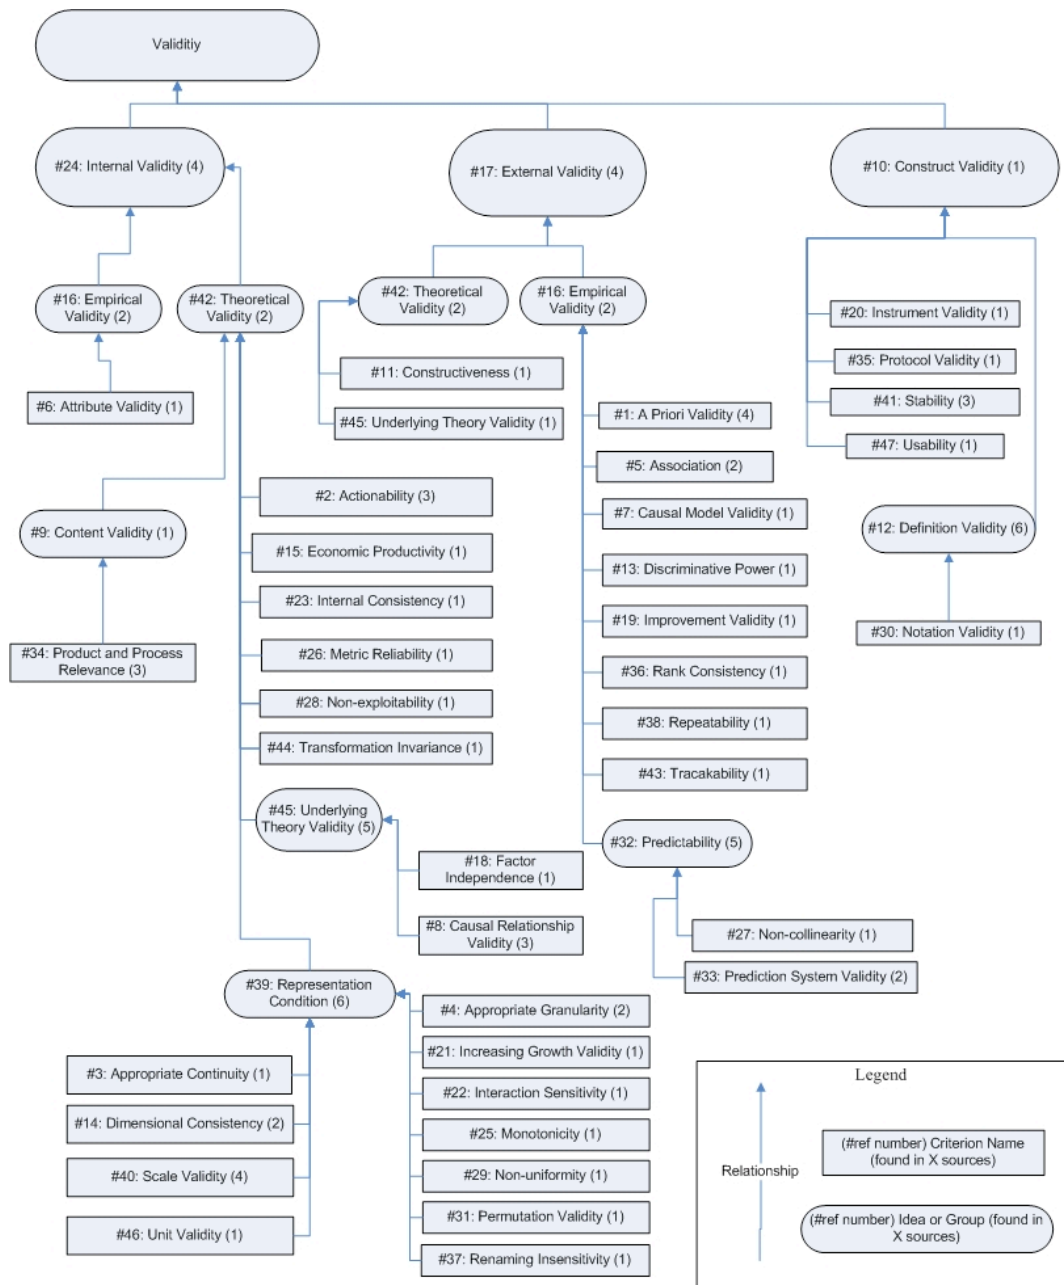 Validitiy
#24: Internal Validity (4)
#17: External Validity (4)
#10: Construct Validity (1)
#16: Empirical
Validity (2)
#42: Theoretical
Validity (2)
#6: Attribute Validity (1)
#9: Content Validity (1)
#34: Product and Process
Relevance (3)
#2: Actionability (3)
#15: Economic Productivity (1)
#23: Internal Consistency (1)
#26: Metric Reliability (1)
#28: Non-exploitability (1)
#44: Transformation Invariance (1)
#45: Underlying
Theory Validity (5)
#18: Factor
Independence (1)
#8: Causal Relationship
Validity (3)
#39: Representation
Condition (6)
#3: Appropriate Continuity (1)
#14: Dimensional Consistency (2)
#40: Scale Validity (4)
#46: Unit Validity (1)
#4: Appropriate Granularity (2)
#21: Increasing Growth Validity (1)
#22: Interaction Sensitivity (1)
#25: Monotonicity (1)
#29: Non-uniformity (1)
#31: Permutation Validity (1)
#37: Renaming Insensitivity (1)
#42: Theoretical Validity
(2)
#16: Empirical
Validity (2)
#11: Constructiveness (1)
#45: Underlying Theory Validity (1)
#1: A Priori Validity (4)
#5: Association (2)
#7: Causal Model Validity (1)
#13: Discriminative Power (1)
#19: Improvement Validity (1)
#36: Rank Consistency (1)
#38: Repeatability (1)
#43: Tracakability (1)
#32: Predictability (5)
#27: Non-collinearity (1)
#33: Prediction System Validity (2)
#20: Instrument Validity (1)
#35: Protocol Validity (1)
#41: Stability (3)
#47: Usability (1)
#12: Definition Validity (6)
#30: Notation Validity (1)
Legend
Relationship
(#ref number) Criterion Name
(found in X sources)
(#ref number) Idea or Group (found in
X sources)